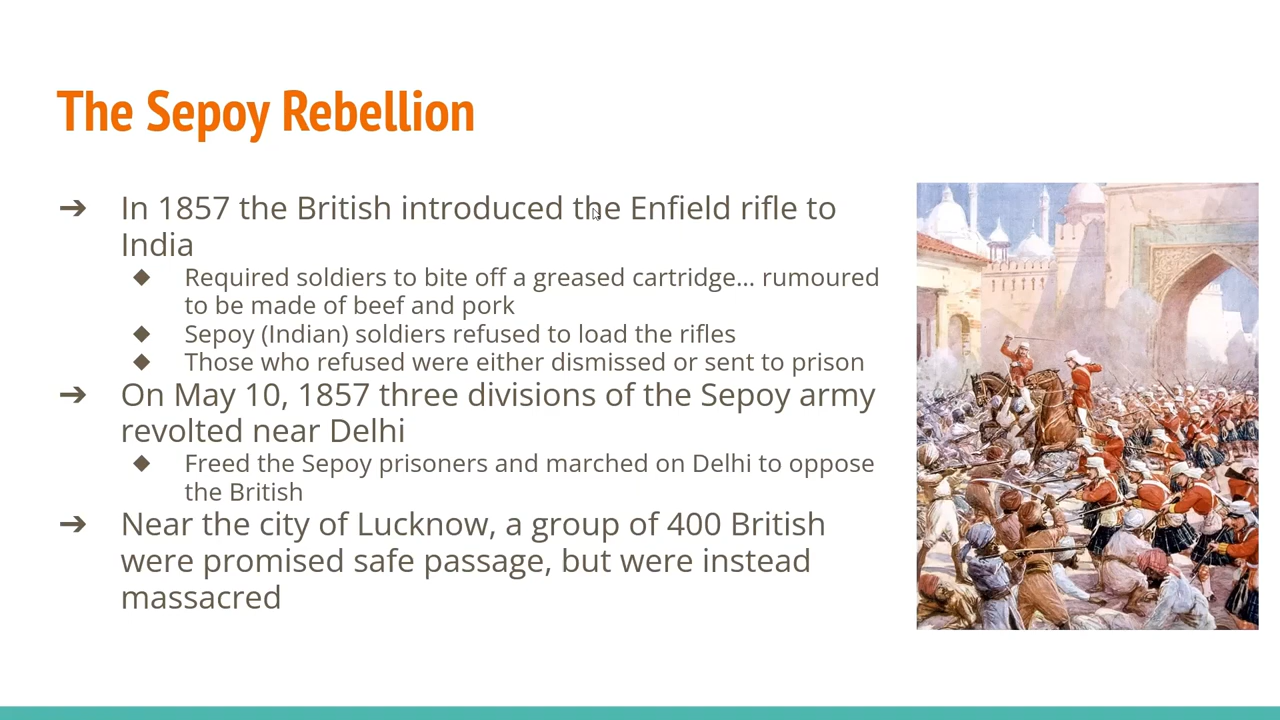 The Sepoy Rebellion
➔ In 1857 the British introduced the Enfield rifle to
India
◆ Required soldiers to bite off a greased cartridge... rumoured
to be made of beef and pork
◆ Sepoy (Indian) soldiers refused to load the rifles
◆ Those who refused were either dismissed or sent to prison
➔ On May 10, 1857 three divisions of the Sepoy army
revolted near Delhi
◆ Freed the Sepoy prisoners and marched on Delhi to oppose
the British
➔ Near the city of Lucknow, a group of 400 British
were promised safe passage, but were instead
massacred